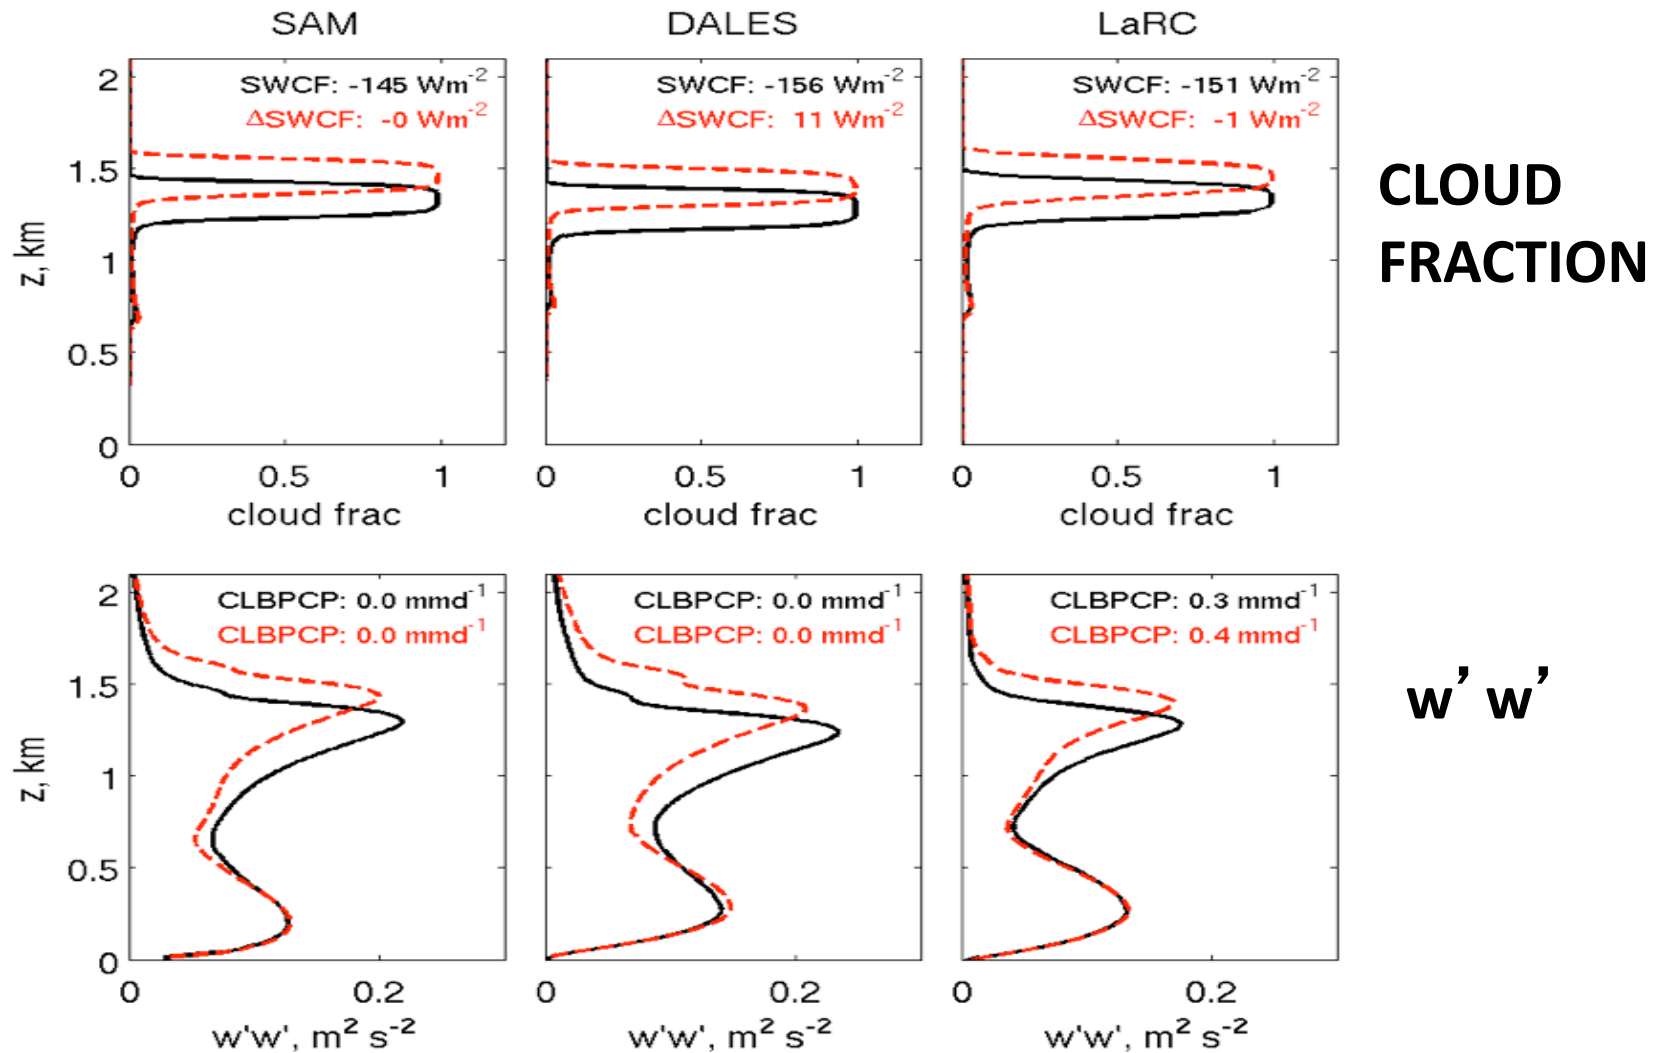 SAM
DALES
LaRC
SWCF: -145 Wm-2
ΔSWCF: -0 Wm-2
SWCF: -156 Wm-2
ΔSWCF: 11 Wm-2
SWCF: -151 Wm-2
ΔSWCF: -1 Wm-2
2
1.5
1
0.5
0
z, km
0 0.5 1
0 0.5 1
0 0.5 1
cloud frac
cloud frac
cloud frac
CLOUD
FRACTION
CLBPCP: 0.0 mmd-1
CLBPCP: 0.0 mmd-1
CLBPCP: 0.0 mmd-1
CLBPCP: 0.0 mmd-1
CLBPCP: 0.3 mmd-1
CLBPCP: 0.4 mmd-1
2
1.5
1
0.5
0
z, km
0 0.2
0 0.2
0 0.2
w'w', m² s-²
w'w', m² s-²
w'w', m² s-²
w’ w’